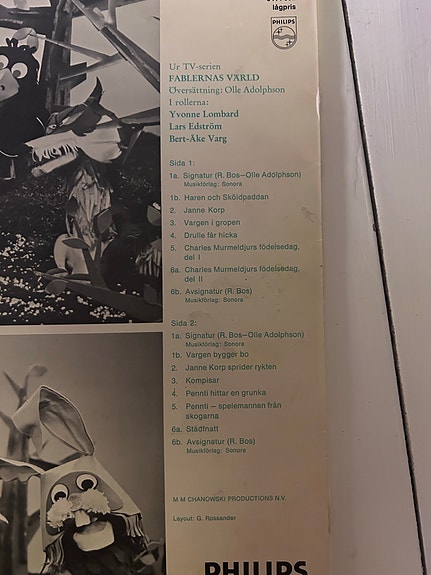 lågpris
PHILIPS
Ur TV-serien
FABLERNAS VÄRLD
Översättning: Olle Adolphson
I rollerna:
Yvonne Lombard
Lars Edström
Bert-Åke Varg
Sida 1:
1a. Signatur (R. Bos—Olle Adolphson)
Musikförlag: Sonora
1b. Haren och Sköldpaddan
2. Janne Korp
3. Vargen i gropen
4. Drulle får hicka
5. Charles Murmeldjurs födelsedag,
del I
6a. Charles Murmeldjurs födelsedag,
del II
6b. Avsignatur (R. Bos)
Musikförlag: Sonora
Sida 2:
1a. Signatur (R. Bos—Olle Adolphson)
Musikförlag: Sonora
1b. Vargen bygger bo
2. Janne Korp sprider rykten
3. Kompisar
4. Pennti hittar en grunka
5. Pennti — spelemannen från
skogarna
6a. Städfnatt
6b. Avsignatur (R. Bos)
Musikförlag: Sonora
M M CHANOWSKI PRODUCTIONS N.V.
Layout: G. Rossander
PHILIPS